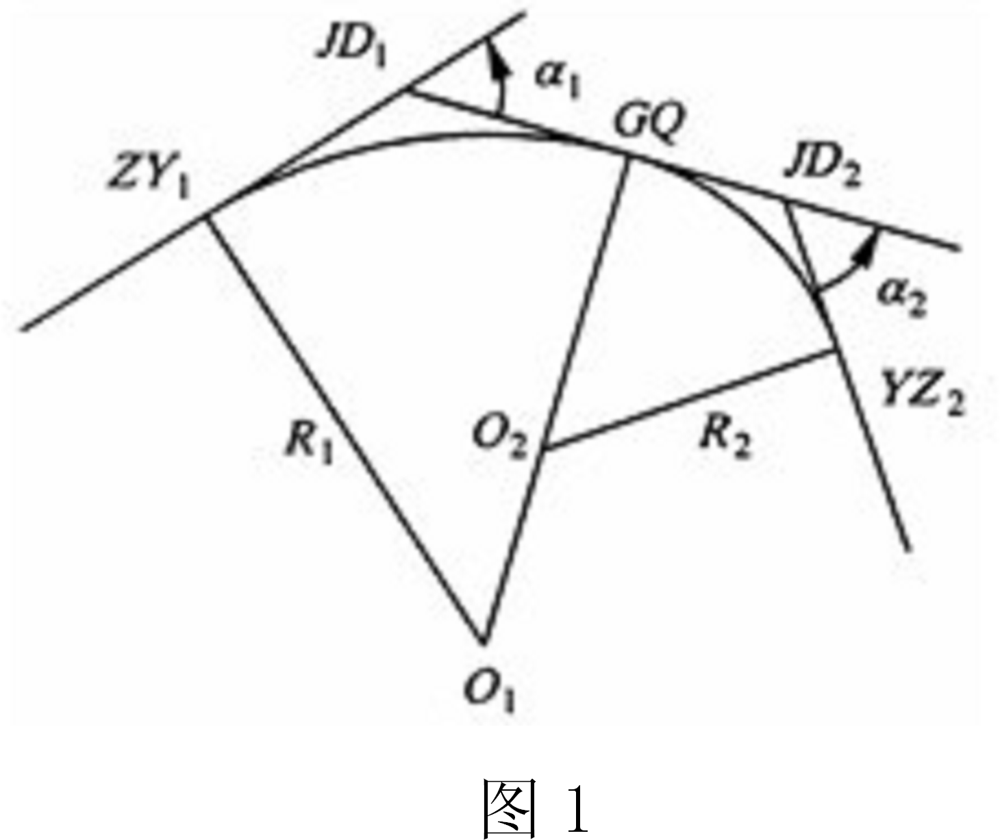 JD₁
α₁
GQ
JD₂
ZY₁
α₂
YZ₂
O₂
R₂
R₁
O₁
图 1